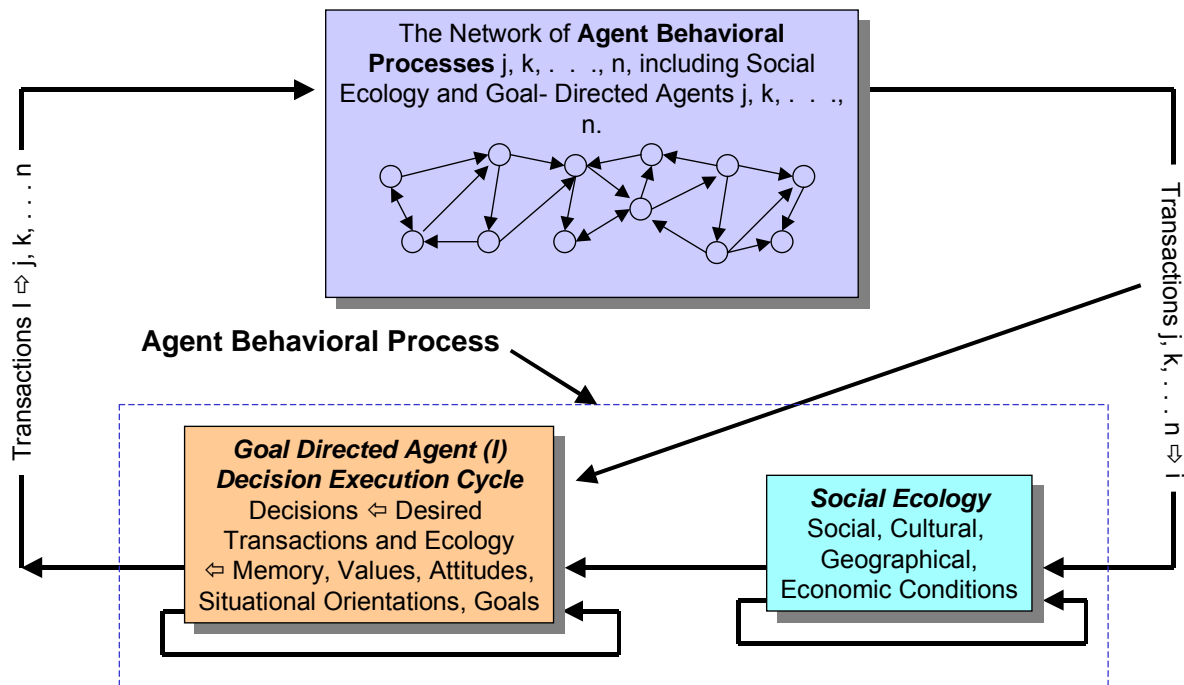 The Network of Agent Behavioral
Processes j, k, . . ., n, including Social
Ecology and Goal- Directed Agents j, k, . . .,
n.
Transactions I ⇨ j, k, . . . n
Transactions j, k, . . . n ⇨ i
Agent Behavioral Process
Goal Directed Agent (I)
Decision Execution Cycle
Decisions ⇦ Desired
Transactions and Ecology
⇦ Memory, Values, Attitudes,
Situational Orientations, Goals
Social Ecology
Social, Cultural,
Geographical,
Economic Conditions